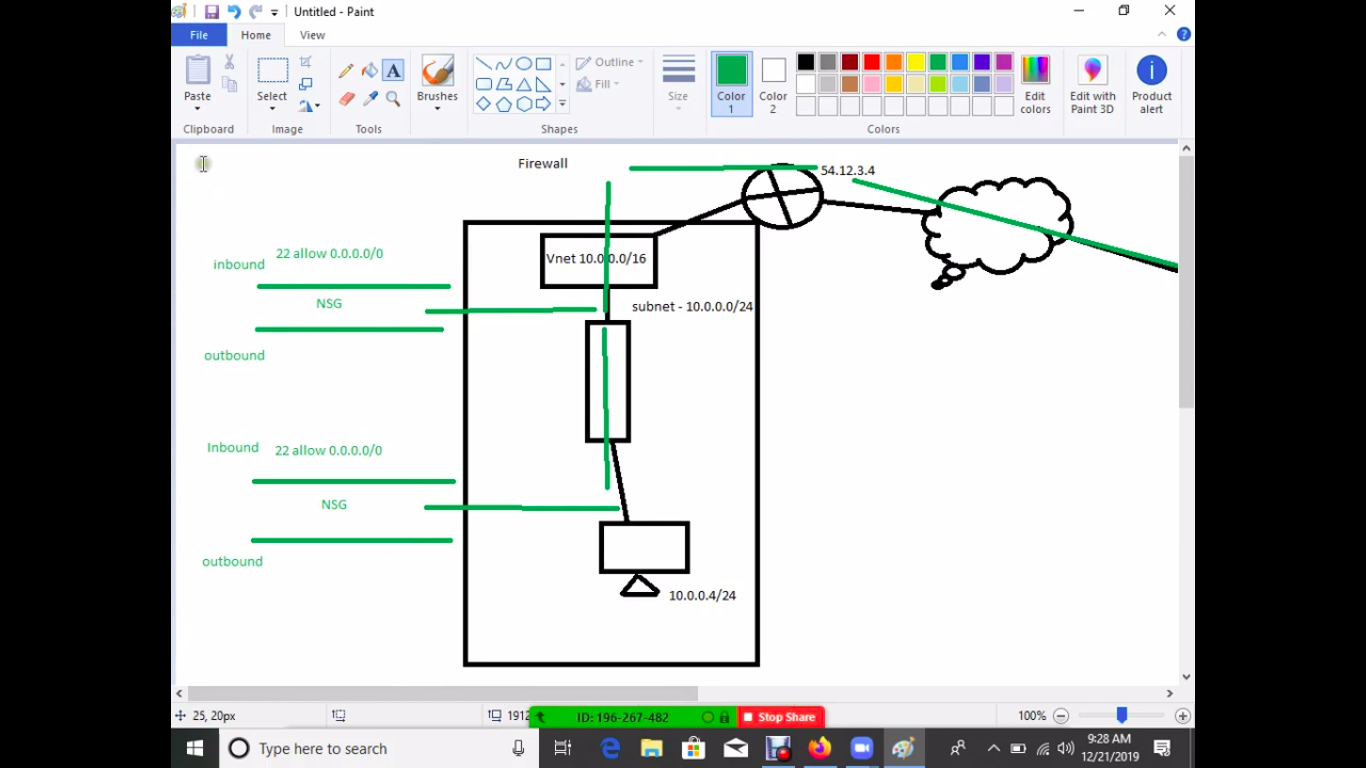 Untitled - Paint
File
Home
View
Paste
Select
Brushes
Outline
Fill
Size
Color 1
Color 2
Edit colors
Edit with Paint 3D
Product alert
Clipboard
Image
Tools
Shapes
Colors
Firewall
54.12.3.4
22 allow 0.0.0.0/0
inbound
Vnet 10.0.0.0/16
NSG
subnet - 10.0.0.0/24
outbound
Inbound
22 allow 0.0.0.0/0
NSG
outbound
10.0.0.4/24
25, 20px
1912
ID: 196-267-482
Stop Share
100%
Type here to search
9:28 AM
12/21/2019